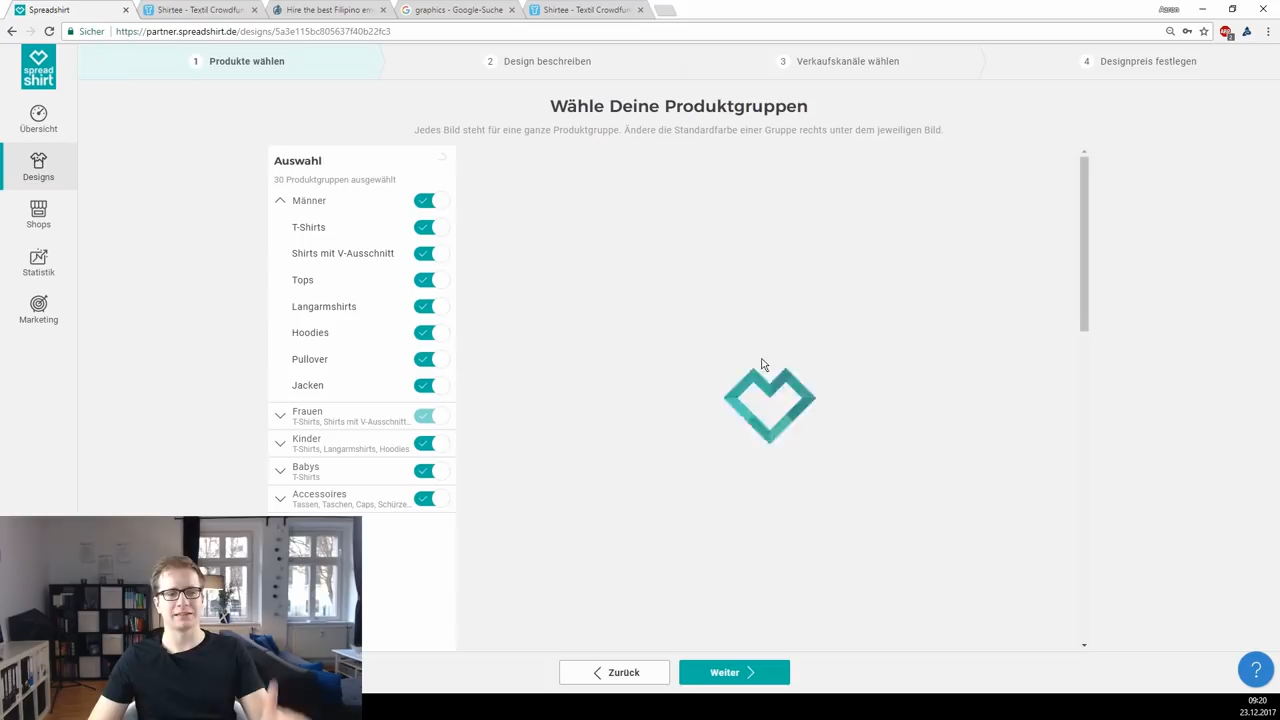 Spreadshirt
Shirtee - Textil Crowdfun
Hire the best Filipino em
graphics - Google-Suche
Shirtee - Textil Crowdfun
Aaron
Sicher
https://partner.spreadshirt.de/designs/5a3e115bc805637f40b22fc3
spread
shirt
1 Produkte wählen
2 Design beschreiben
3 Verkaufskanäle wählen
4 Designpreis festlegen
Übersicht
Designs
Shops
Statistik
Marketing
Wähle Deine Produktgruppen
Jedes Bild steht für eine ganze Produktgruppe. Ändere die Standardfarbe einer Gruppe rechts unter dem jeweiligen Bild.
Auswahl
30 Produktgruppen ausgewählt
Männer
T-Shirts
Shirts mit V-Ausschnitt
Tops
Langarmshirts
Hoodies
Pullover
Jacken
Frauen
T-Shirts, Shirts mit V-Ausschnitt...
Kinder
T-Shirts, Langarmshirts, Hoodies
Babys
T-Shirts
Accessoires
Tassen, Taschen, Caps, Schürze...
Zurück
Weiter
?
09:20
23.12.2017